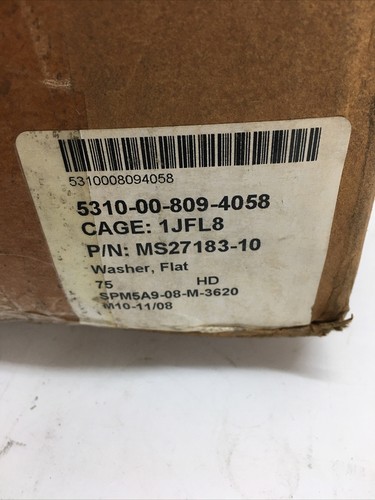 5310008094058
5310-00-809-4058
CAGE: 1JFL8
P/N: MS27183-10
Washer, Flat
75 HD
SPM5A9-08-M-3620
M10-11/08